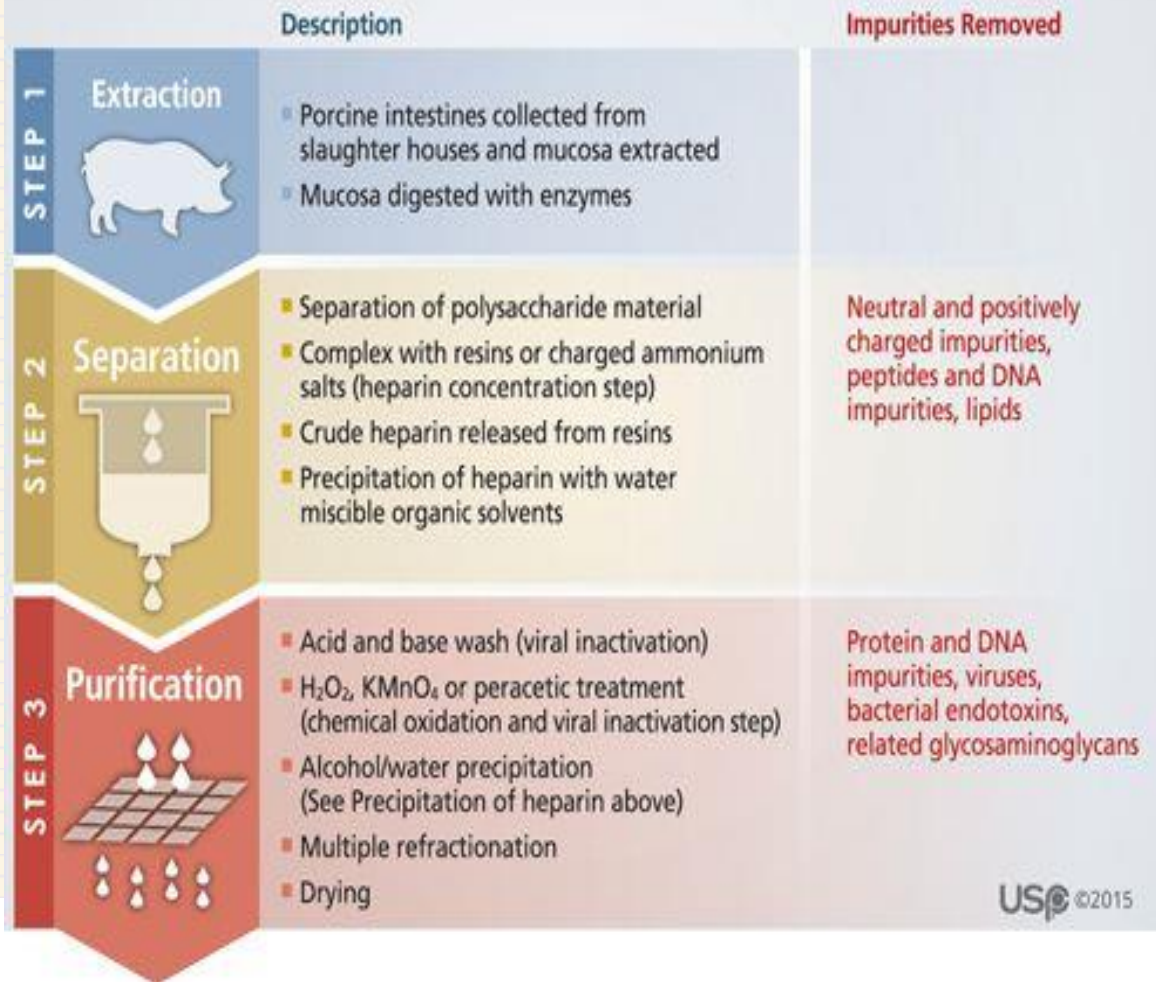 Description
Impurities Removed
STEP 1
Extraction
Porcine intestines collected from
slaughter houses and mucosa extracted
Mucosa digested with enzymes
STEP 2
Separation
Separation of polysaccharide material
Complex with resins or charged ammonium
salts (heparin concentration step)
Crude heparin released from resins
Precipitation of heparin with water
miscible organic solvents
Neutral and positively
charged impurities,
peptides and DNA
impurities, lipids
STEP 3
Purification
Acid and base wash (viral inactivation)
H₂O₂, KMnO₄ or peracetic treatment
(chemical oxidation and viral inactivation step)
Alcohol/water precipitation
(See Precipitation of heparin above)
Multiple refractionation
Drying
Protein and DNA
impurities, viruses,
bacterial endotoxins,
related glycosaminoglycans
USP ©2015